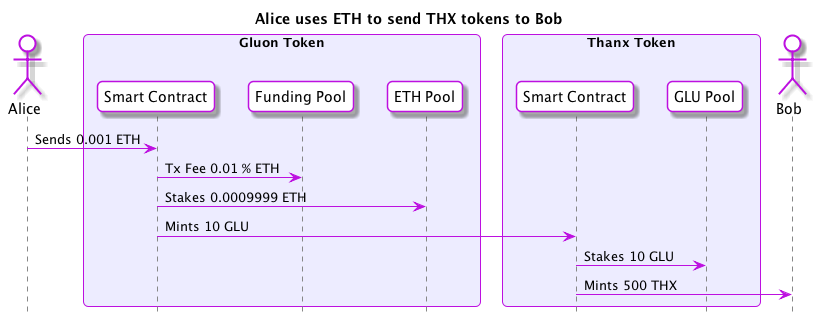 Alice uses ETH to send THX tokens to Bob
Gluon Token
Thanx Token
Alice
Smart Contract
Funding Pool
ETH Pool
Smart Contract
GLU Pool
Bob
Sends 0.001 ETH
Tx Fee 0.01 % ETH
Stakes 0.0009999 ETH
Mints 10 GLU
Stakes 10 GLU
Mints 500 THX